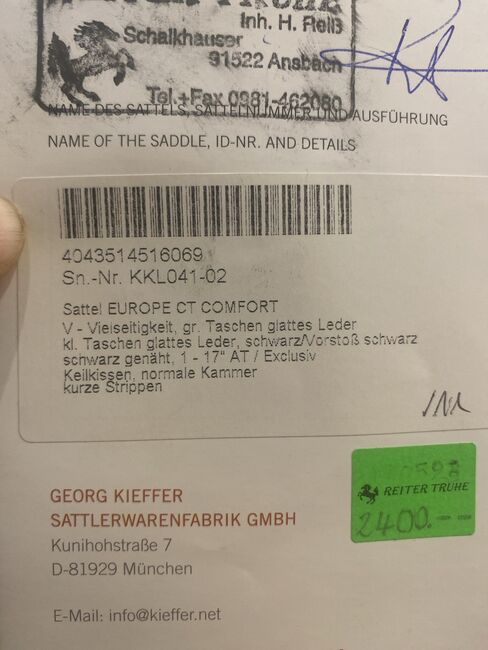 Inh. H. Reiß
Schalkhauser
91522 Ansbach
Tel +Fax 0981-462080
NAME DES SATTELS, SATTELNUMMER UND AUSFÜHRUNG
NAME OF THE SADDLE, ID-NR. AND DETAILS
4043514516069
Sn.-Nr. KKL041-02
Sattel EUROPE CT COMFORT
V - Vielseitigkeit, gr. Taschen glattes Leder
kl. Taschen glattes Leder, schwarz/Vorstoß schwarz
schwarz genäht, 1 - 17" AT / Exclusiv
Keilkissen, normale Kammer
kurze Strippen
REITER TRUHE
2400.--
GEORG KIEFFER
SATTLERWARENFABRIK GMBH
Kunihohstraße 7
D-81929 München
E-Mail: info@kieffer.net